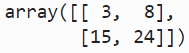 array([[ 3,  8],
       [15, 24]])